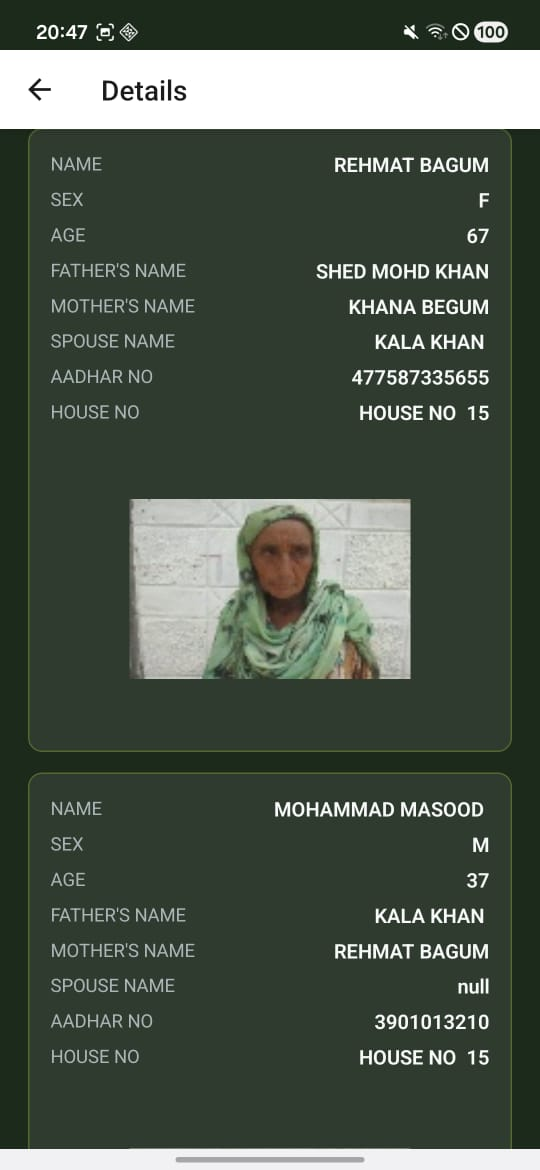 20:47
100
Details
NAME REHMAT BAGUM
SEX F
AGE 67
FATHER'S NAME SHED MOHD KHAN
MOTHER'S NAME KHANA BEGUM
SPOUSE NAME KALA KHAN
AADHAR NO 477587335655
HOUSE NO HOUSE NO 15
NAME MOHAMMAD MASOOD
SEX M
AGE 37
FATHER'S NAME KALA KHAN
MOTHER'S NAME REHMAT BAGUM
SPOUSE NAME null
AADHAR NO 3901013210
HOUSE NO HOUSE NO 15